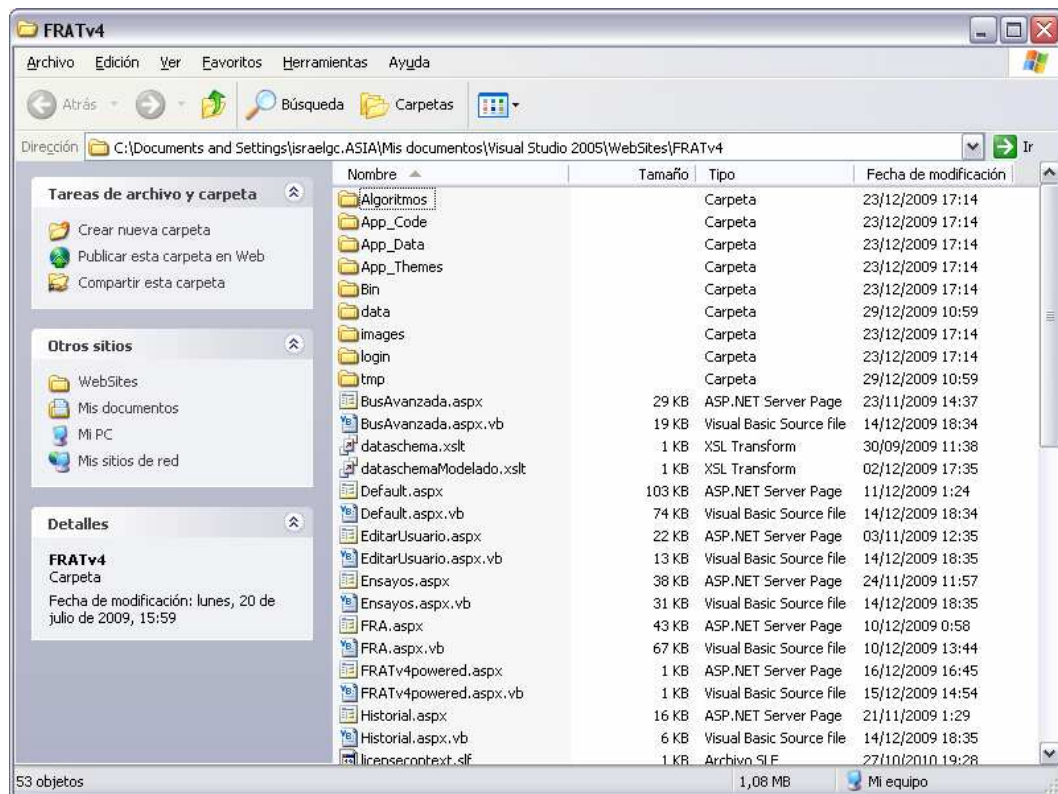 FRATv4
Archivo Edición Ver Favoritos Herramientas Ayuda
Atrás Búsqueda Carpetas
Dirección C:\Documents and Settings\israelgc.ASIA\Mis documentos\Visual Studio 2005\WebSites\FRATv4 Ir
Tareas de archivo y carpeta
Crear nueva carpeta
Publicar esta carpeta en Web
Compartir esta carpeta
Otros sitios
WebSites
Mis documentos
Mi PC
Mis sitios de red
Detalles
FRATv4
Carpeta
Fecha de modificación: lunes, 20 de
julio de 2009, 15:59
Nombre Tamaño Tipo Fecha de modificación
Algoritmos Carpeta 23/12/2009 17:14
App_Code Carpeta 23/12/2009 17:14
App_Data Carpeta 23/12/2009 17:14
App_Themes Carpeta 23/12/2009 17:14
Bin Carpeta 23/12/2009 17:14
data Carpeta 29/12/2009 10:59
images Carpeta 23/12/2009 17:14
login Carpeta 23/12/2009 17:14
tmp Carpeta 29/12/2009 10:59
BusAvanzada.aspx 29 KB ASP.NET Server Page 23/11/2009 14:37
BusAvanzada.aspx.vb 19 KB Visual Basic Source file 14/12/2009 18:34
dataschema.xslt 1 KB XSL Transform 30/09/2009 11:38
dataschemaModelado.xslt 1 KB XSL Transform 02/12/2009 17:35
Default.aspx 103 KB ASP.NET Server Page 11/12/2009 1:24
Default.aspx.vb 74 KB Visual Basic Source file 14/12/2009 18:34
EditarUsuario.aspx 22 KB ASP.NET Server Page 03/11/2009 12:35
EditarUsuario.aspx.vb 13 KB Visual Basic Source file 14/12/2009 18:35
Ensayos.aspx 38 KB ASP.NET Server Page 24/11/2009 11:57
Ensayos.aspx.vb 31 KB Visual Basic Source file 14/12/2009 18:35
FRA.aspx 43 KB ASP.NET Server Page 10/12/2009 0:58
FRA.aspx.vb 67 KB Visual Basic Source file 10/12/2009 13:44
FRATv4powered.aspx 1 KB ASP.NET Server Page 16/12/2009 16:45
FRATv4powered.aspx.vb 1 KB Visual Basic Source file 15/12/2009 14:54
Historial.aspx 16 KB ASP.NET Server Page 21/11/2009 1:29
Historial.aspx.vb 6 KB Visual Basic Source file 14/12/2009 18:35
licensecontext.slf 1 KB Archivo SLF 27/10/2010 19:28
53 objetos 1,08 MB Mi equipo